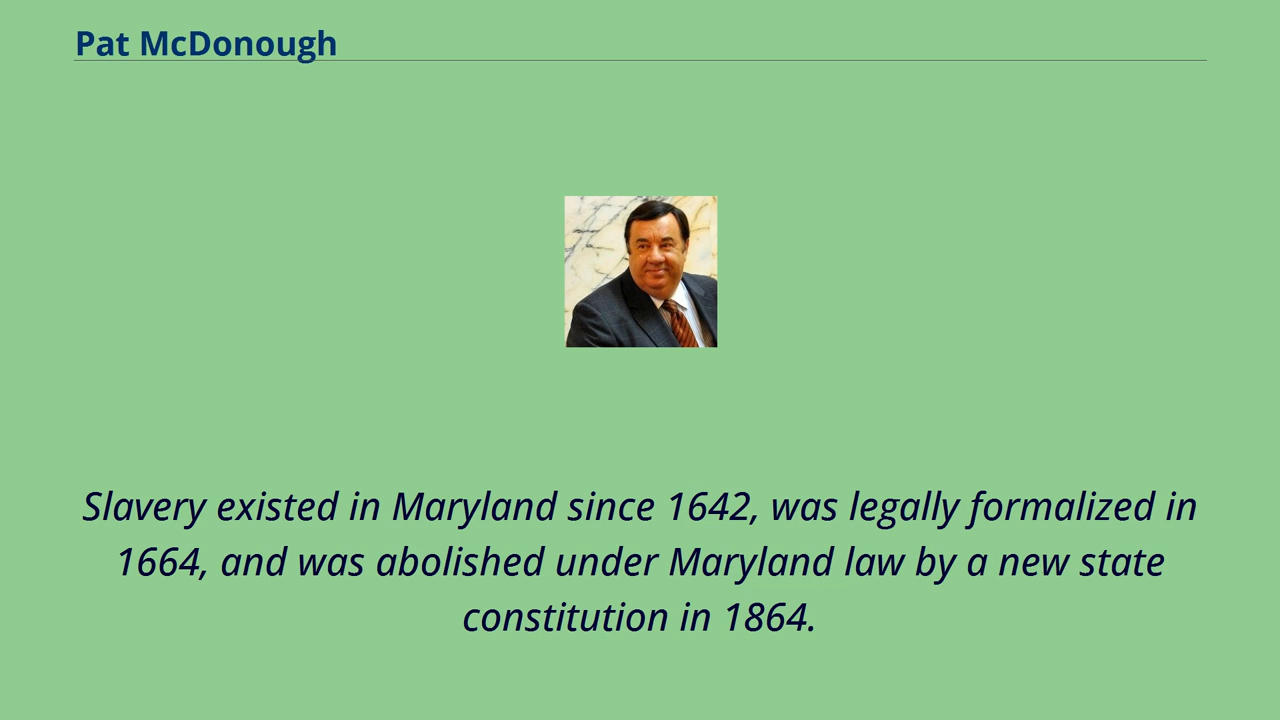 Pat McDonough
Slavery existed in Maryland since 1642, was legally formalized in
1664, and was abolished under Maryland law by a new state
constitution in 1864.